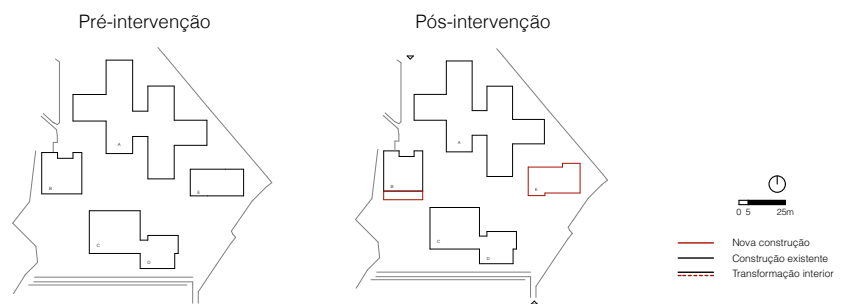 Pré-intervenção
Pós-intervenção
A
B
E
C
D
A
B
E
C
D
0 5 25m
Nova construção
Construção existente
Transformação interior